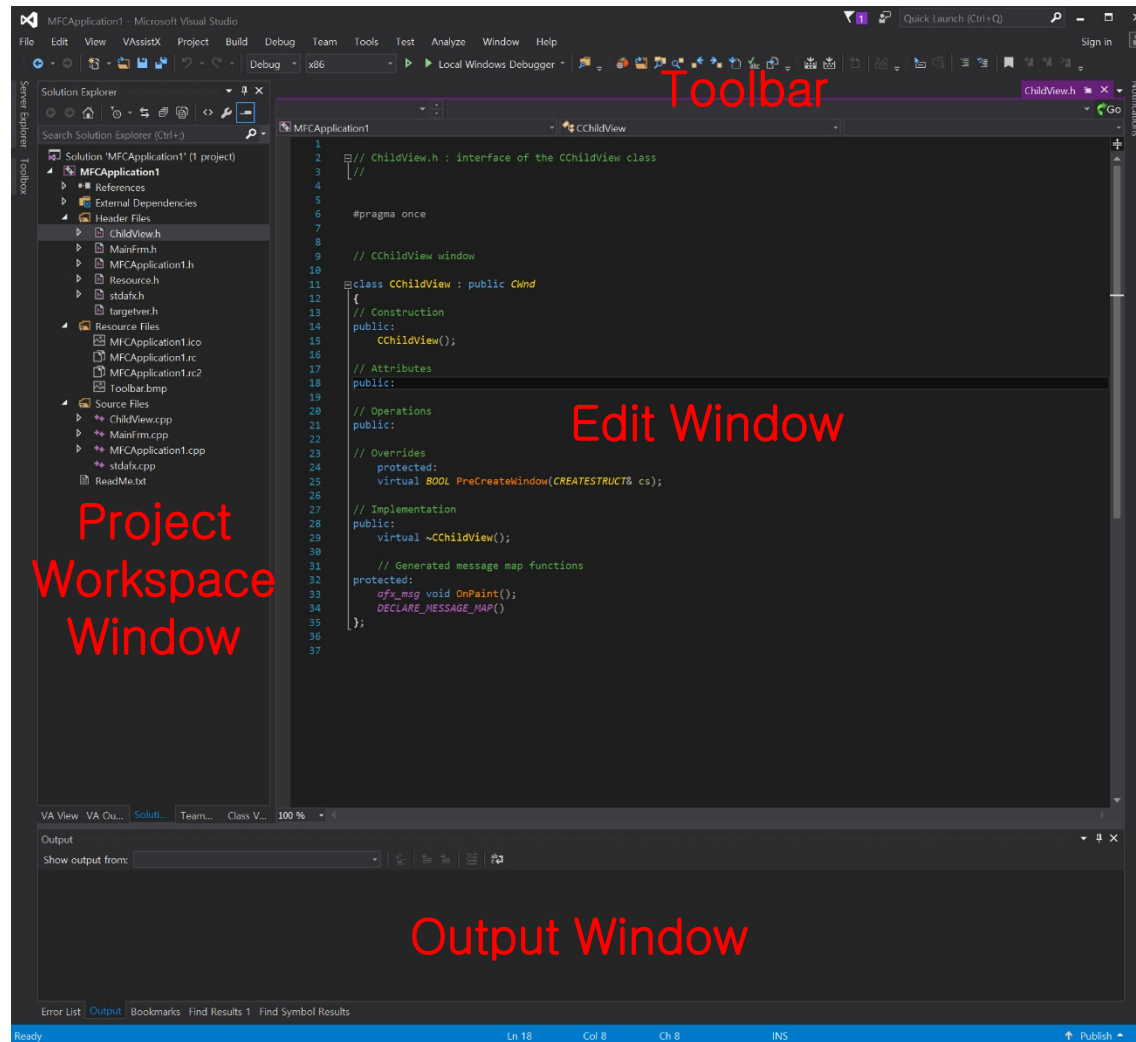 MFCApplication1 - Microsoft Visual Studio
1
Quick Launch (Ctrl+Q)
File Edit View VAssistX Project Build Debug Team Tools Test Analyze Window Help
Sign in
Debug x86 Local Windows Debugger
Toolbar
Server Explorer
Toolbox
Notifications
Solution Explorer
Search Solution Explorer (Ctrl+;)
Solution 'MFCApplication1' (1 project)
MFCApplication1
References
External Dependencies
Header Files
ChildView.h
MainFrm.h
MFCApplication1.h
Resource.h
stdafx.h
targetver.h
Resource Files
MFCApplication1.ico
MFCApplication1.rc
MFCApplication1.rc2
Toolbar.bmp
Source Files
ChildView.cpp
MainFrm.cpp
MFCApplication1.cpp
stdafx.cpp
ReadMe.txt
Project
Workspace
Window
VA View VA Ou... Soluti... Team... Class V...
ChildView.h
Go
MFCApplication1 CChildView
1
2 // ChildView.h : interface of the CChildView class
3 //
4
5
6 #pragma once
7
8
9 // CChildView window
10
11 class CChildView : public CWnd
12 {
13 // Construction
14 public:
15 CChildView();
16
17 // Attributes
18 public:
19
20 // Operations
21 public:
22
23 // Overrides
24 protected:
25 virtual BOOL PreCreateWindow(CREATESTRUCT& cs);
26
27 // Implementation
28 public:
29 virtual ~CChildView();
30
31 // Generated message map functions
32 protected:
33 afx_msg void OnPaint();
34 DECLARE_MESSAGE_MAP()
35 };
36
37
Edit Window
100 %
Output
Show output from:
Output Window
Error List Output Bookmarks Find Results 1 Find Symbol Results
Ready Ln 18 Col 8 Ch 8 INS Publish